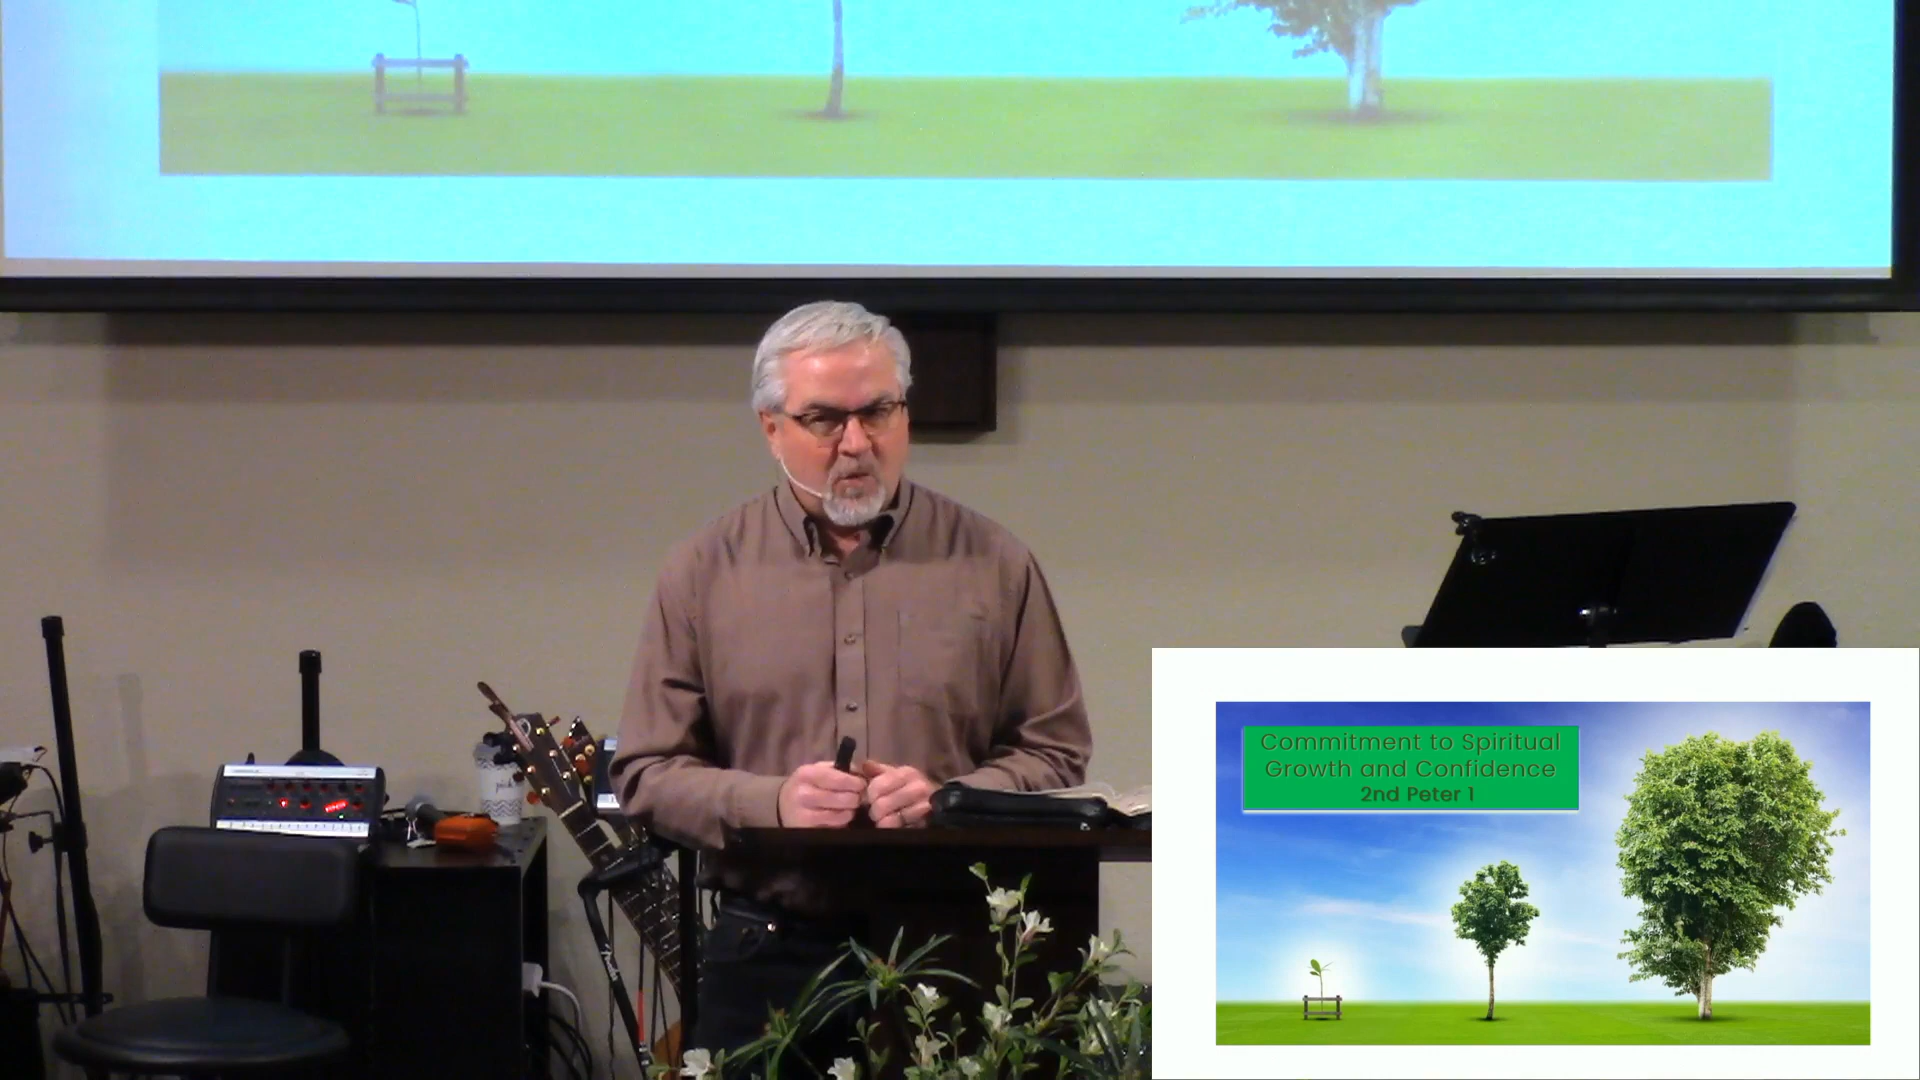 Commitment to Spiritual
Growth and Confidence
2nd Peter 1